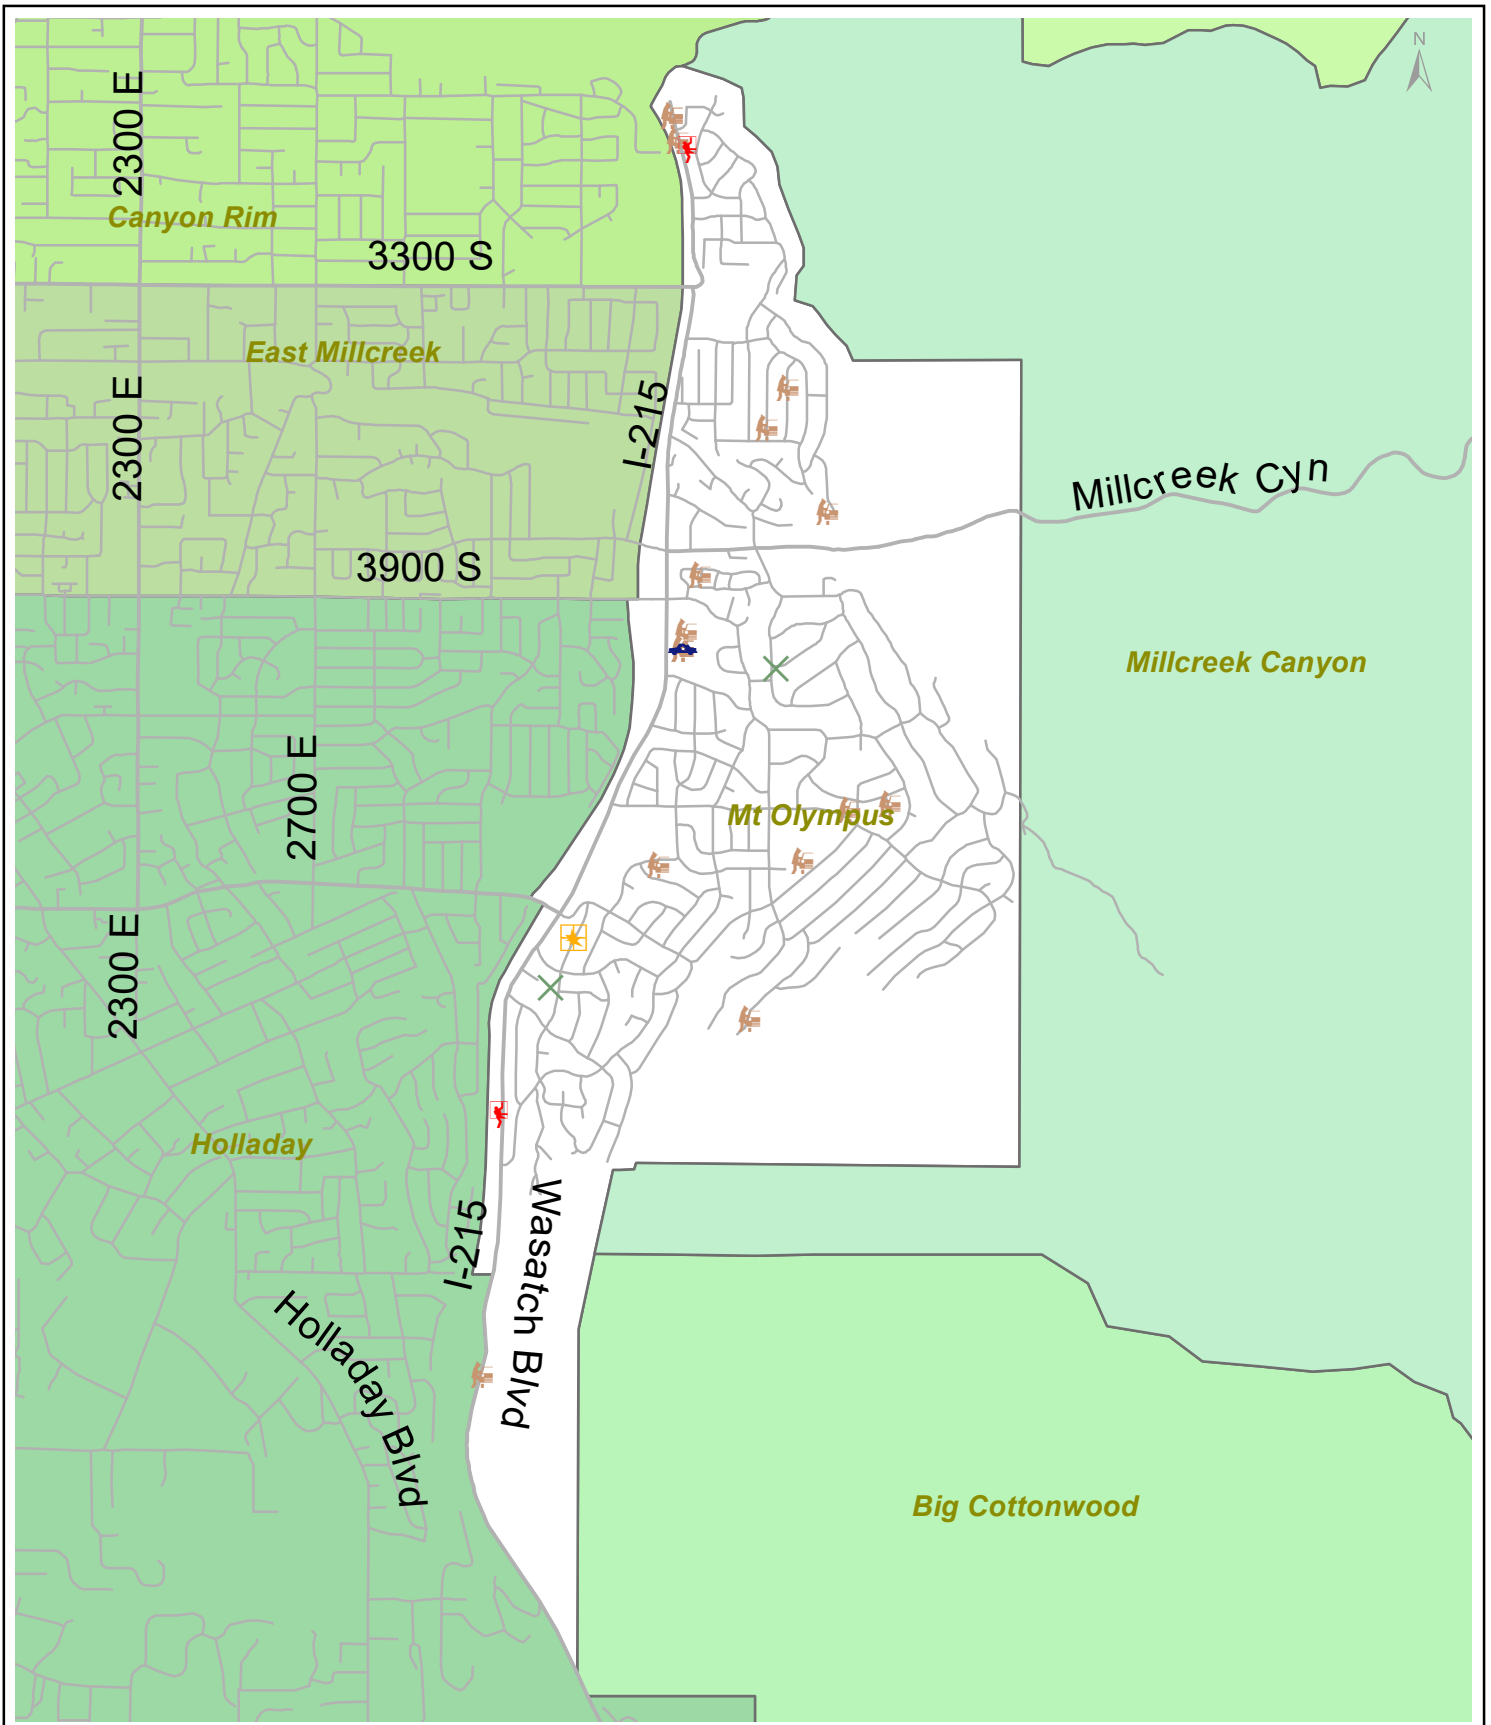 N
2300 E
Canyon Rim
3300 S
East Millcreek
2300 E
I-215
Millcreek Cyn
3900 S
Millcreek Canyon
2700 E
Mt Olympus
2300 E
Holladay
I-215
Wasatch Blvd
Holladay Blvd
Big Cottonwood